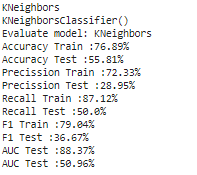 KNeighbors
KNeighborsClassifier()
Evaluate model: KNeighbors
Accuracy Train :76.89%
Accuracy Test :55.81%
Precission Train :72.33%
Precission Test :28.95%
Recall Train :87.12%
Recall Test :50.0%
F1 Train :79.04%
F1 Test :36.67%
AUC Test :88.37%
AUC Test :50.96%